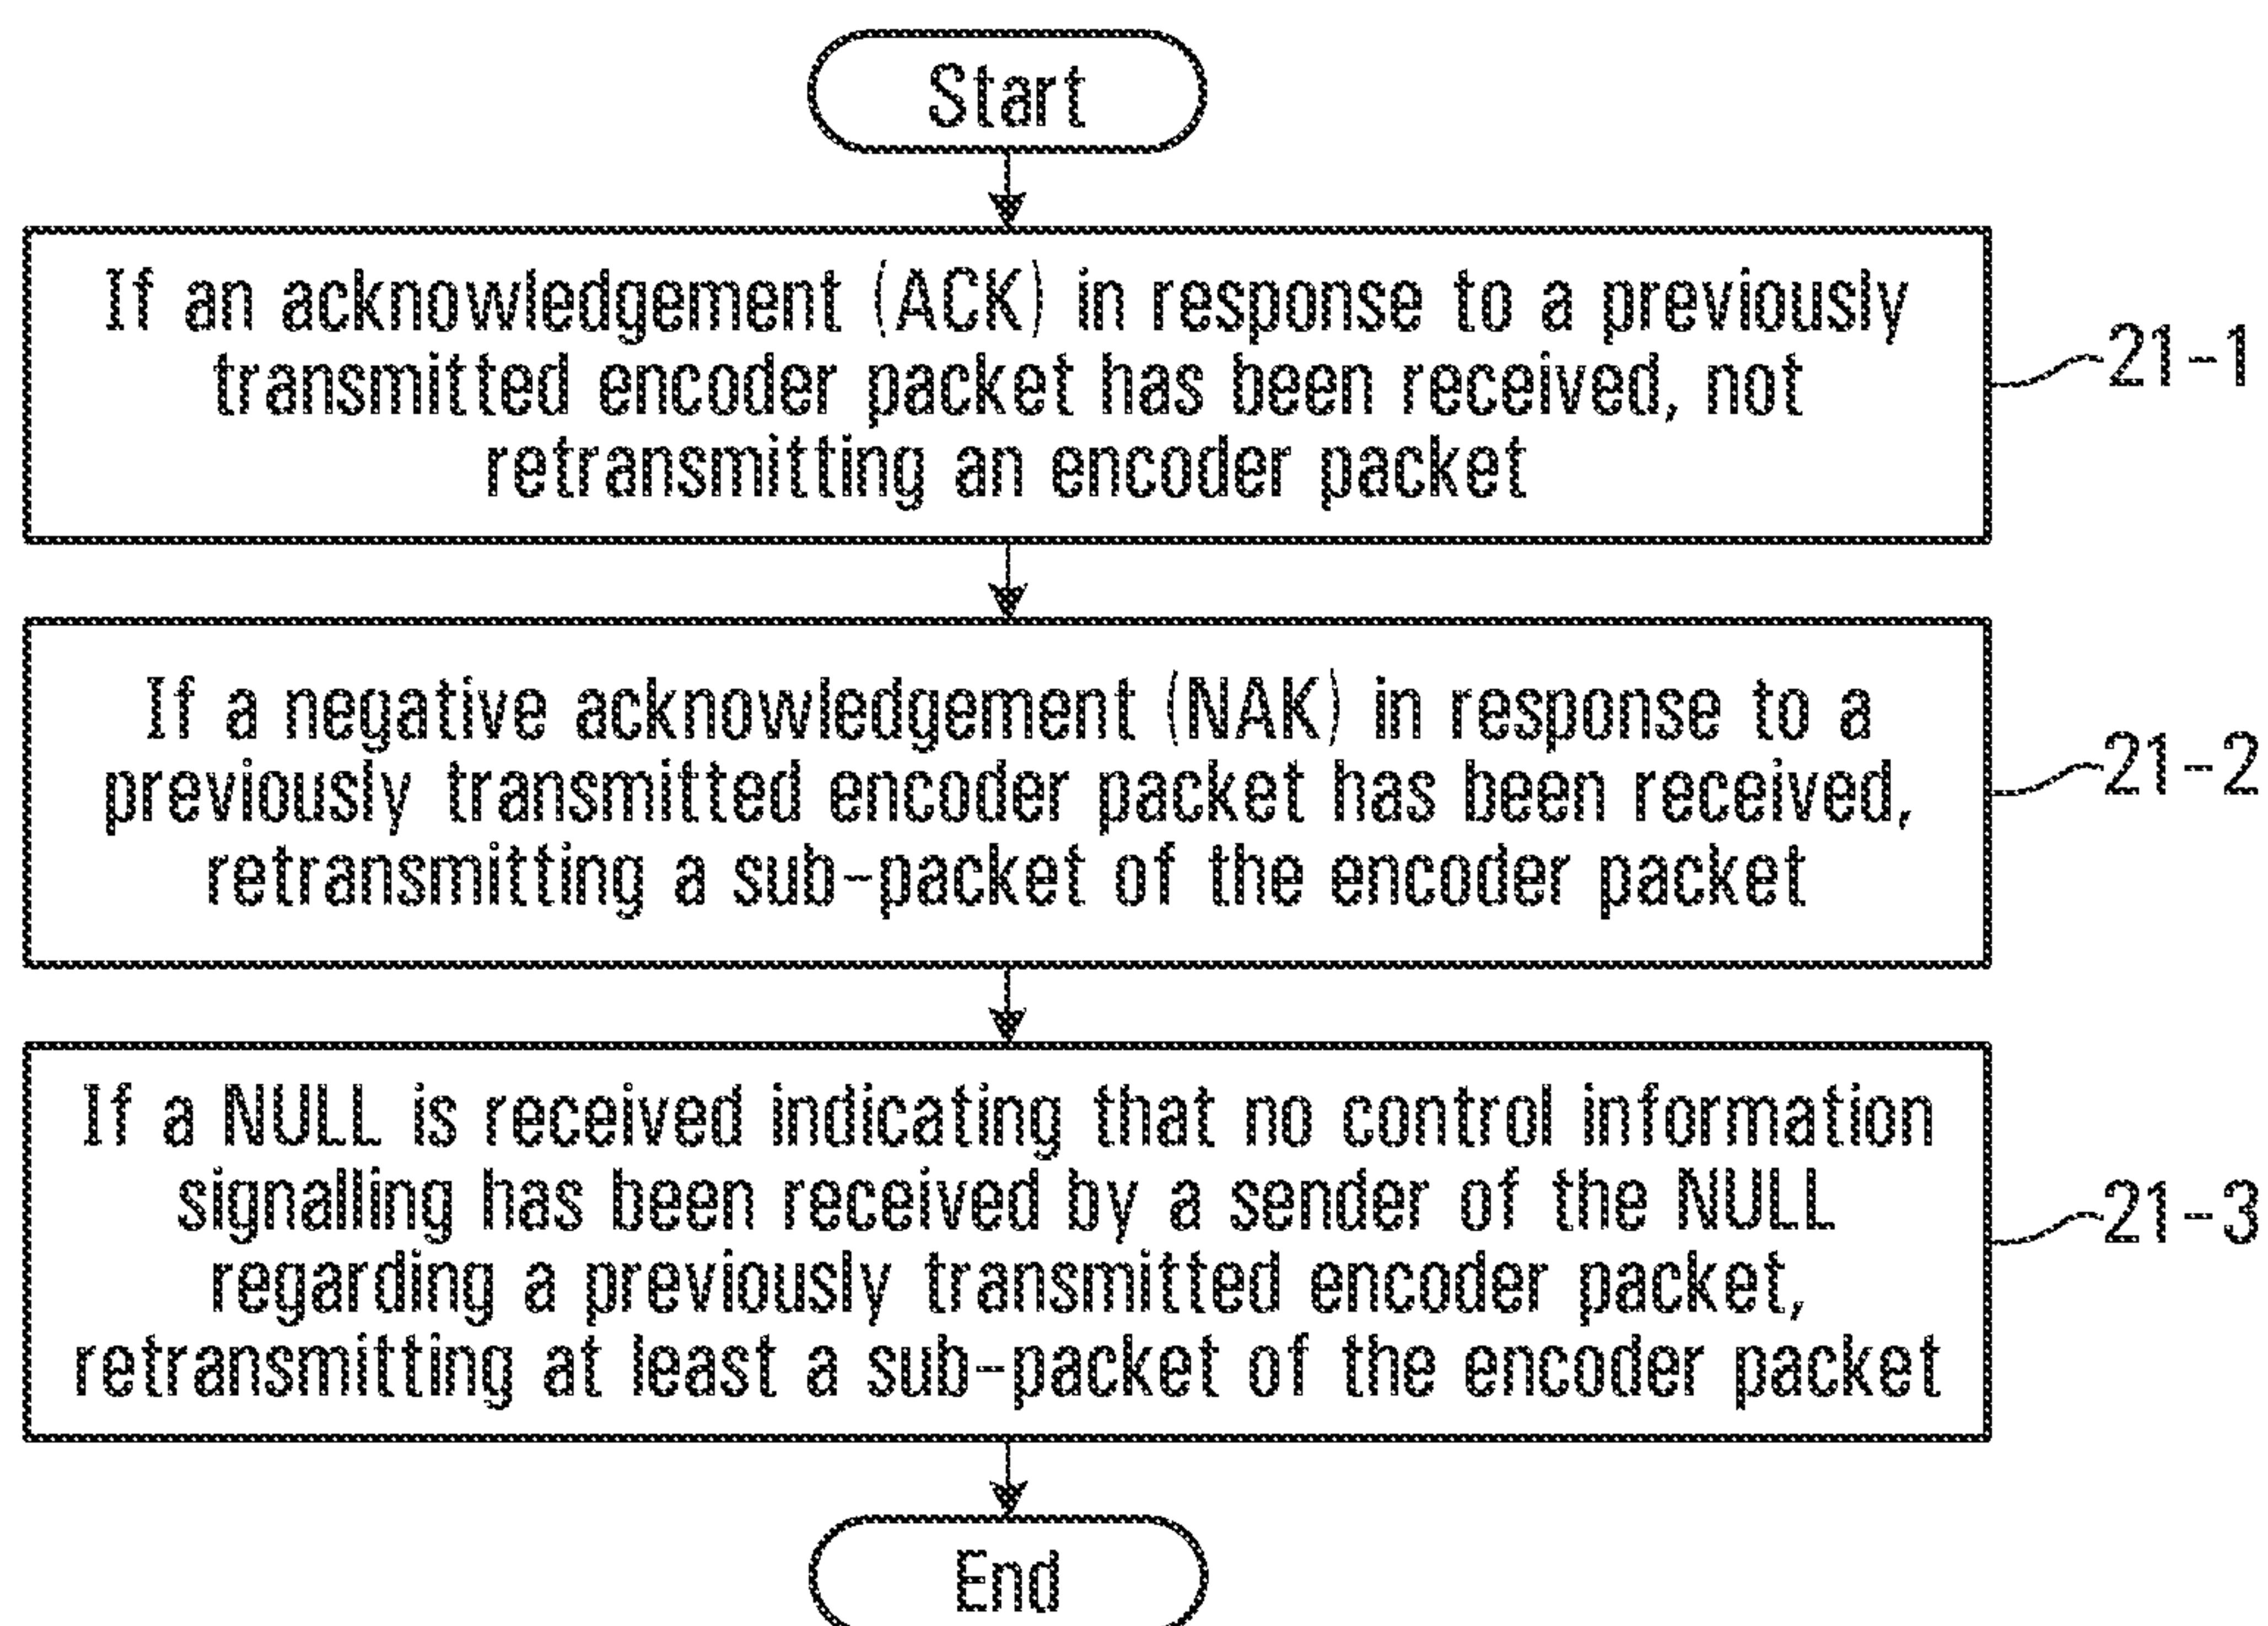 Start
If an acknowledgement (ACK) in response to a previously
transmitted encoder packet has been received, not
retransmitting an encoder packet
21-1
If a negative acknowledgement (NAK) in response to a
previously transmitted encoder packet has been received,
retransmitting a sub-packet of the encoder packet
21-2
If a NULL is received indicating that no control information
signalling has been received by a sender of the NULL
regarding a previously transmitted encoder packet,
retransmitting at least a sub-packet of the encoder packet
21-3
End